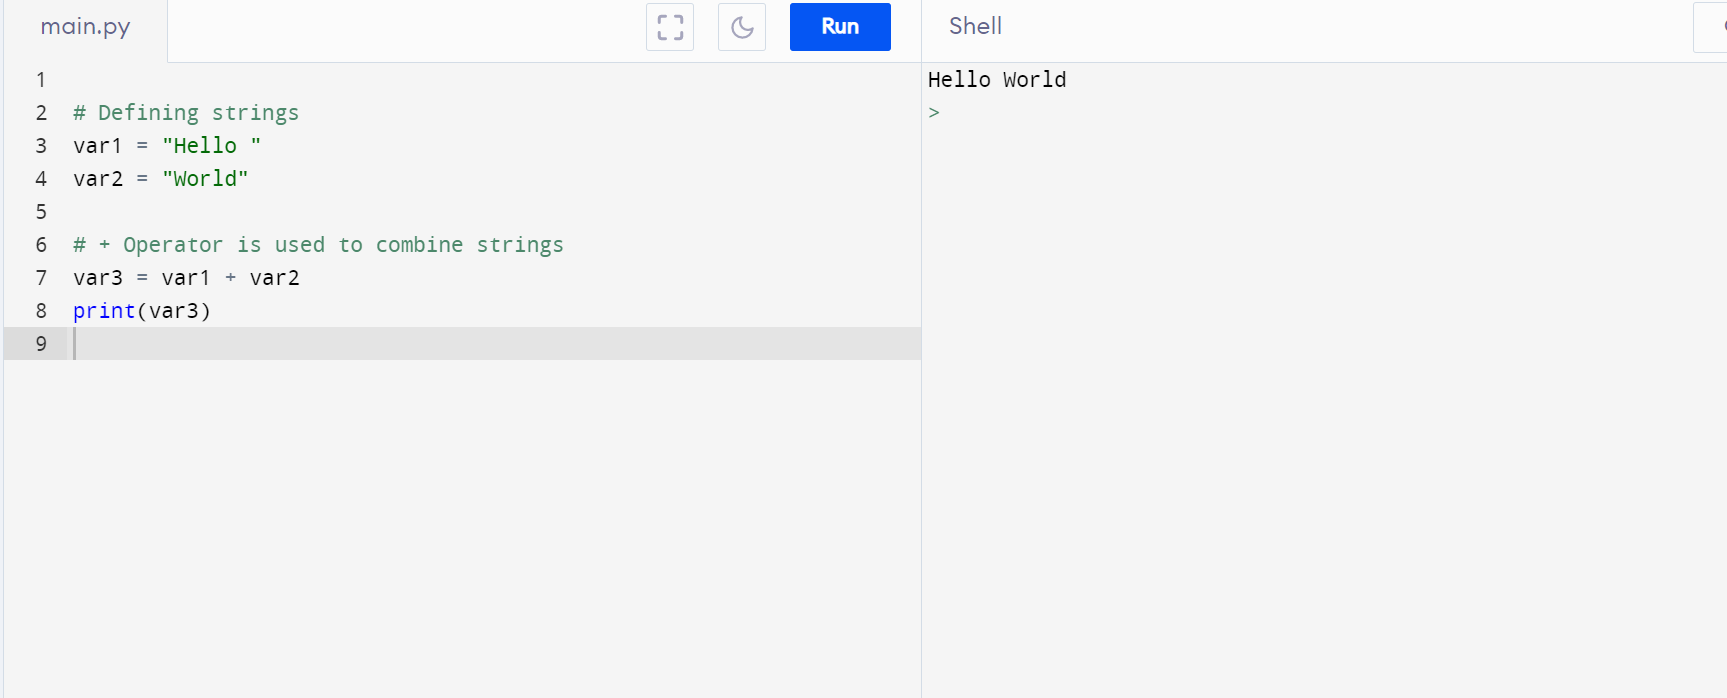 main.py
Run
Shell
1
2 # Defining strings
3 var1 = "Hello "
4 var2 = "World"
5
6 # + Operator is used to combine strings
7 var3 = var1 + var2
8 print(var3)
9
Hello World
>